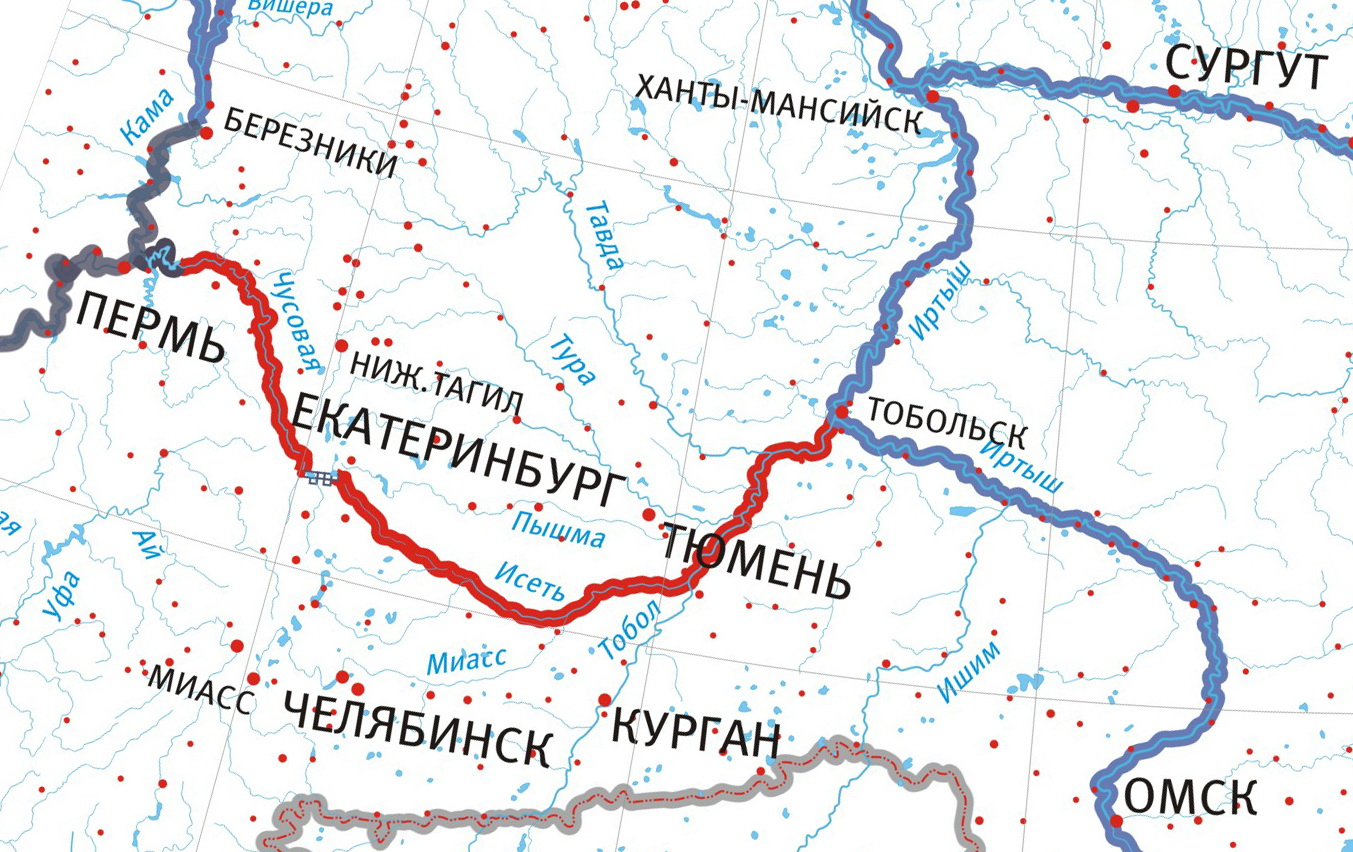 Вишера
СУРГУТ
ХАНТЫ-МАНСИЙСК
Кама
БЕРЕЗНИКИ
Тавда
Иртыш
Чусовая
ПЕРМЬ
Тура
НИЖ.ТАГИЛ
ЕКАТЕРИНБУРГ
ТОБОЛЬСК
Иртыш
Пышма
ТЮМЕНЬ
ая
Ай
Уфа
Исеть
Тобол
Миасс
Ишим
МИАСС
ЧЕЛЯБИНСК
КУРГАН
ОМСК